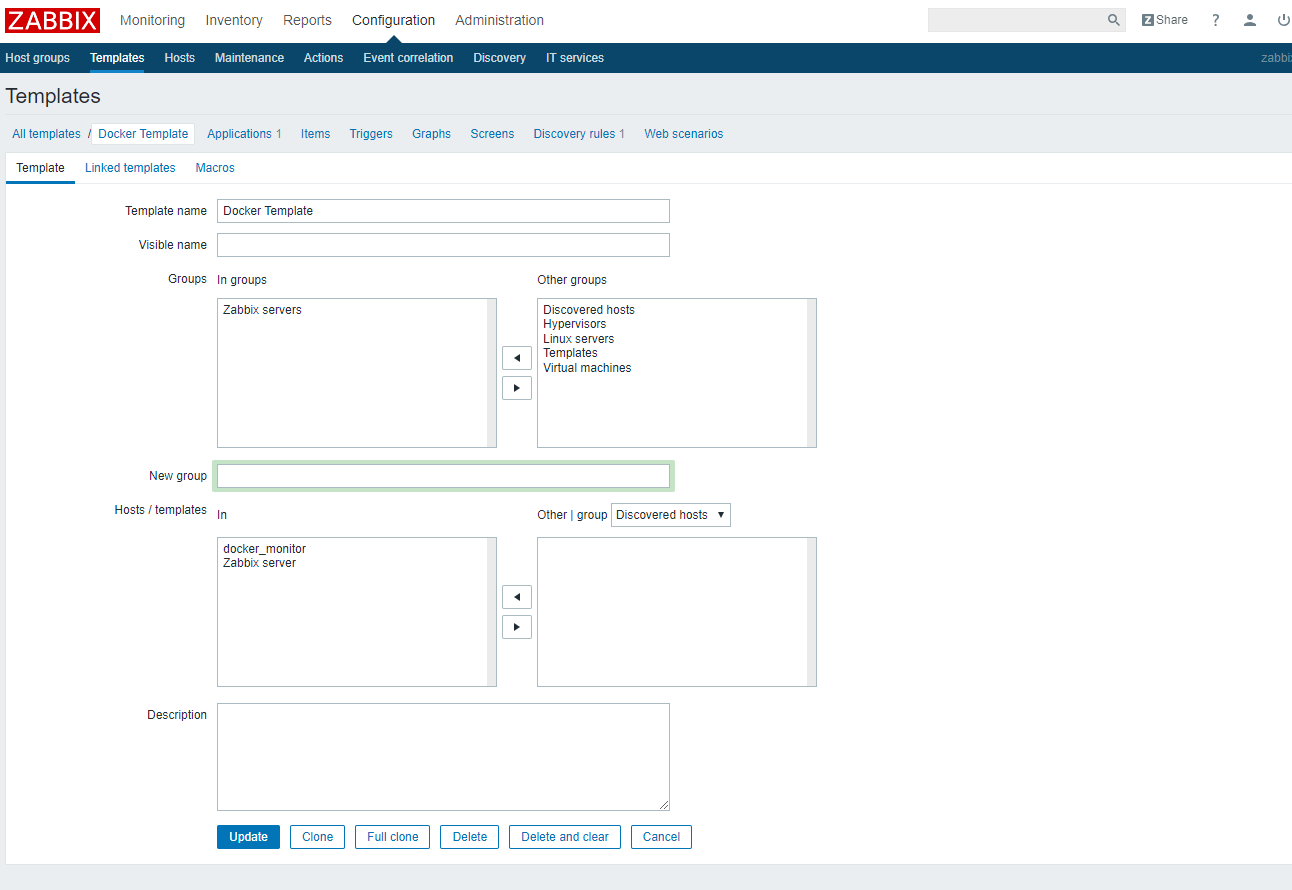 ZABBIX Monitoring Inventory Reports Configuration Administration Z Share ?
Host groups Templates Hosts Maintenance Actions Event correlation Discovery IT services zabbix
Templates
All templates / Docker Template Applications 1 Items Triggers Graphs Screens Discovery rules 1 Web scenarios
Template Linked templates Macros
Template name Docker Template
Visible name
Groups In groups Other groups
Zabbix servers Discovered hosts
Hypervisors
Linux servers
Templates
Virtual machines
New group
Hosts / templates In Other | group Discovered hosts
docker_monitor
Zabbix server
Description
Update Clone Full clone Delete Delete and clear Cancel